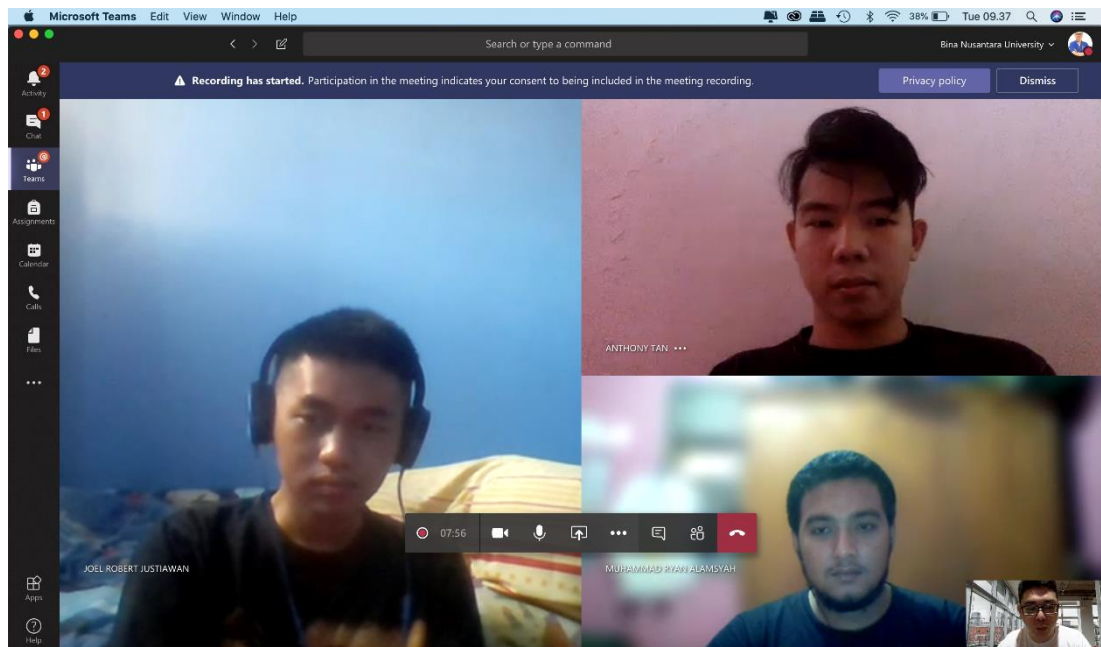 Microsoft Teams Edit View Window Help
38% Tue 09.37
Search or type a command
Bina Nusantara University
2
Activity
Recording has started. Participation in the meeting indicates your consent to being included in the meeting recording.
Privacy policy
Dismiss
1
Chat
Teams
Assignments
Calendar
Calls
Files
ANTHONY TAN •••
07:56
JOEL ROBERT JUSTIAWAN
MUHAMMAD RYAN ALAMSYAH
Apps
Help